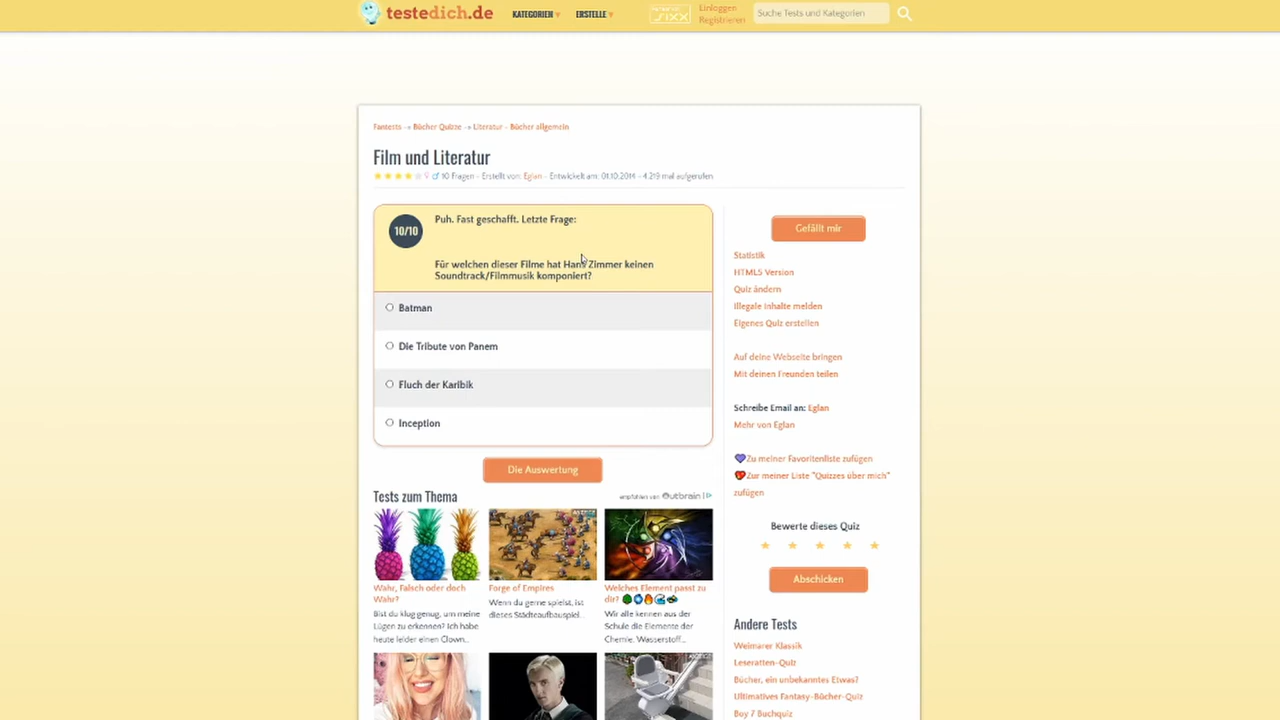 testedich.de
KATEGORIEN
ERSTELLE
sixx
Einloggen
Registrieren
Suche Tests und Kategorien
Fantests -» Bücher Quizze -» Literatur - Bücher allgemein
Film und Literatur
10 Fragen - Erstellt von: Eglan - Entwickelt am: 01.10.2014 - 4.219 mal aufgerufen
10/10
Puh. Fast geschafft. Letzte Frage:
Für welchen dieser Filme hat Hans Zimmer keinen
Soundtrack/Filmmusik komponiert?
Batman
Die Tribute von Panem
Fluch der Karibik
Inception
Die Auswertung
Tests zum Thema
empfohlen von Outbrain
Wahr, Falsch oder doch
Wahr?
Bist du klug genug, um meine
Lügen zu erkennen? Ich habe
heute leider einen Clown...
Forge of Empires
Wenn du gerne spielst, ist
dieses Städteaufbauspiel...
Welches Element passt zu
dir?
Wir alle kennen aus der
Schule die Elemente der
Chemie. Wasserstoff...
Gefällt mir
Statistik
HTML5 Version
Quiz ändern
Illegale Inhalte melden
Eigenes Quiz erstellen
Auf deine Webseite bringen
Mit deinen Freunden teilen
Schreibe Email an: Eglan
Mehr von Eglan
Zu meiner Favoritenliste zufügen
Zur meiner Liste "Quizzes über mich"
zufügen
Bewerte dieses Quiz
Abschicken
Andere Tests
Weimarer Klassik
Leseratten-Quiz
Bücher, ein unbekanntes Etwas?
Ultimatives Fantasy-Bücher-Quiz
Boy 7 Buchquiz